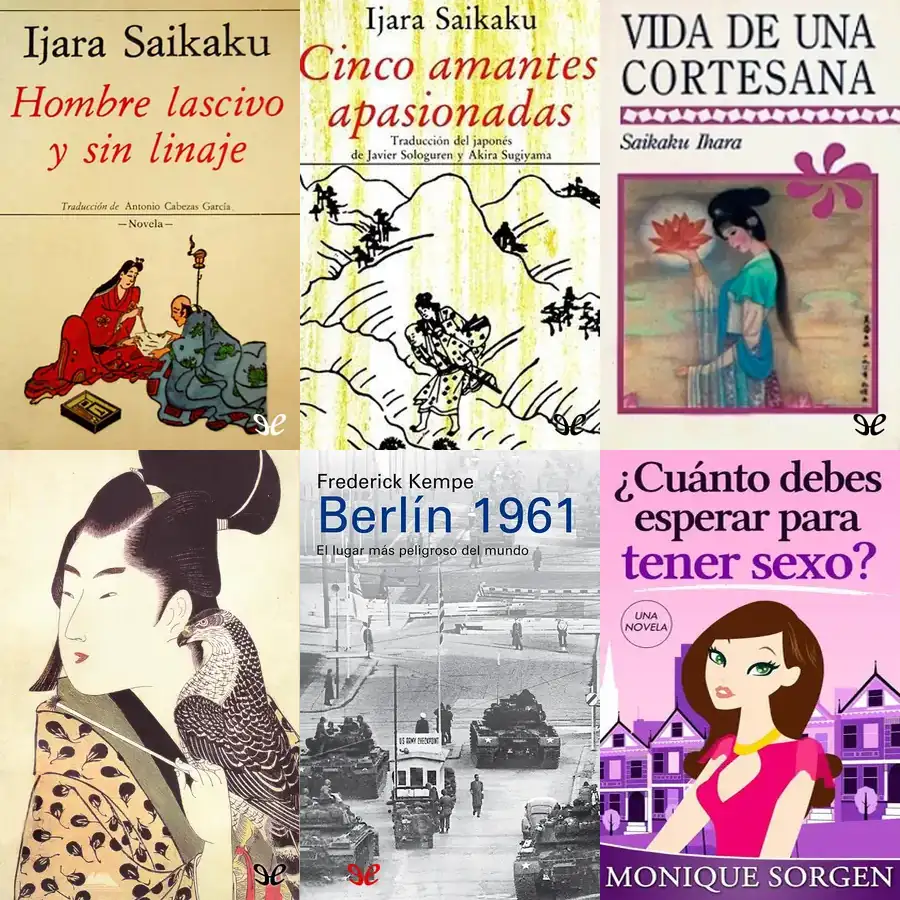 Ijara Saikaku
Hombre lascivo
y sin linaje
Traducción de Antonio Cabezas García
—Novela—
Ijara Saikaku
Cinco amantes
apasionadas
Traducción del japonés
de Javier Sologuren y Akira Sugiyama
VIDA DE UNA
CORTESANA
Saikaku Ihara
Frederick Kempe
Berlín 1961
El lugar más peligroso del mundo
US ARMY CHECKPOINT
¿Cuánto debes
esperar para
tener sexo?
UNA
NOVELA
MONIQUE SORGEN